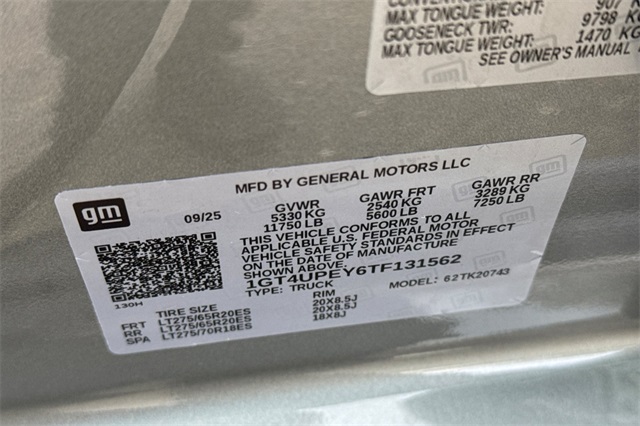 907
MAX TONGUE WEIGHT: 9798 K
GOOSENECK TWR: 1470 KG
MAX TONGUE WEIGHT:
SEE OWNER'S MANUAL
gm
MFD BY GENERAL MOTORS LLC
09/25
GVWR GAWR FRT GAWR RR
5330 KG 2540 KG 3289 KG
11750 LB 5600 LB 7250 LB
THIS VEHICLE CONFORMS TO ALL
APPLICABLE U.S. FEDERAL MOTOR
VEHICLE SAFETY STANDARDS IN EFFECT
ON THE DATE OF MANUFACTURE
SHOWN ABOVE.
1GT4UPEY6TF131562
TYPE: TRUCK MODEL: 62TK20743
130H
TIRE SIZE RIM
FRT LT275/65R20ES 20X8.5J
RR LT275/65R20ES 20X8.5J
SPA LT275/70R18ES 18X8J